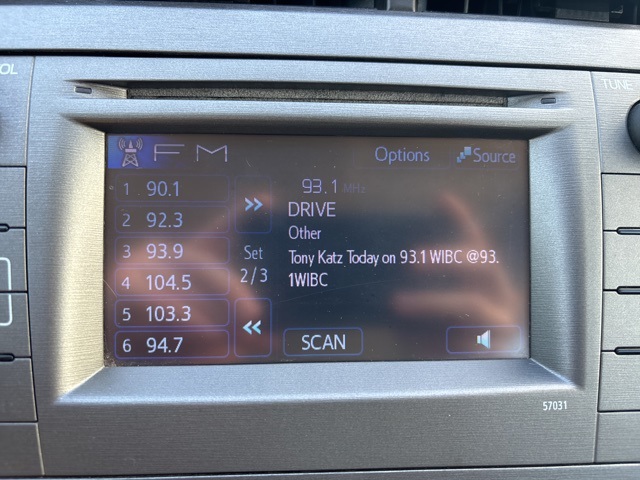 OL
TUNE
FM
Options
Source
1 90.1
2 92.3
3 93.9
4 104.5
5 103.3
6 94.7
Set
2/3
93.1 MHz
DRIVE
Other
Tony Katz Today on 93.1 WIBC @93.
1WIBC
SCAN
57031